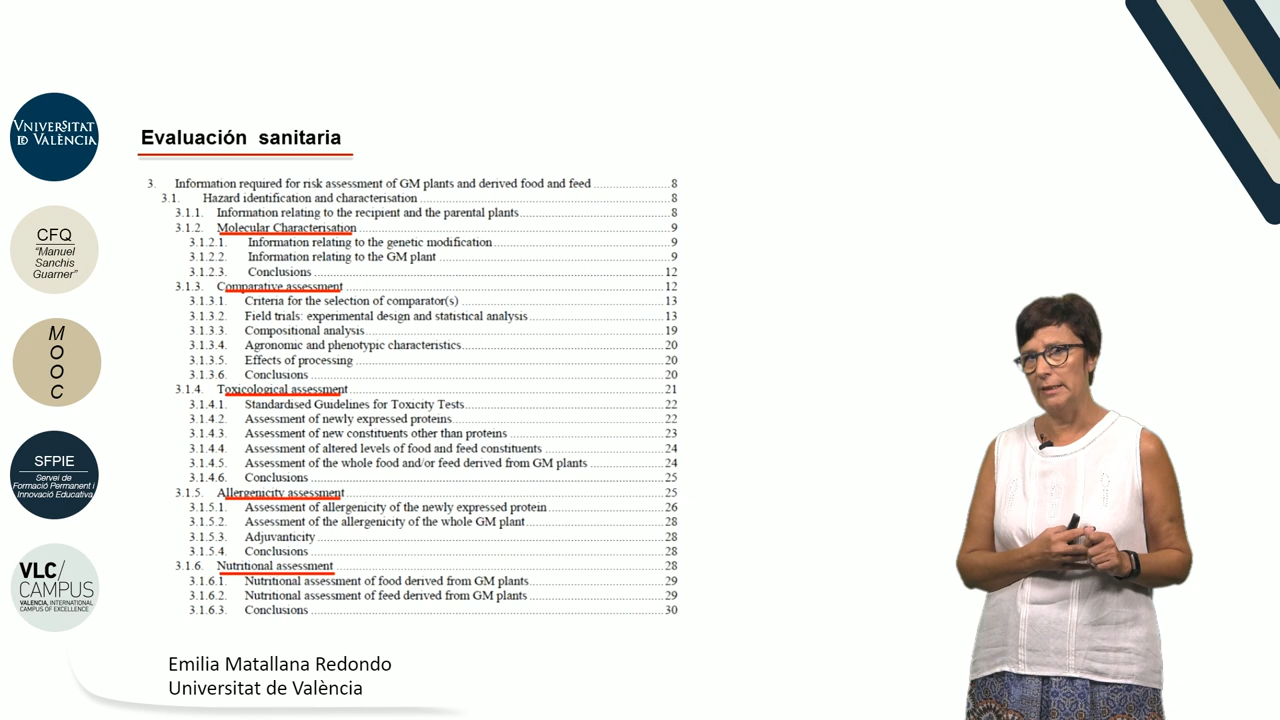 VNIVERSITAT
ID VALÈNCIA
CFQ
"Manuel
Sanchis
Guarner"
M
O
O
C
SFPIE
Servei de
Formació Permanent i
Innovació Educativa
VLC/
CAMPUS
VALENCIA, INTERNATIONAL
CAMPUS OF EXCELLENCE
Evaluación sanitaria
3. Information required for risk assessment of GM plants and derived food and feed 8
3.1. Hazard identification and characterisation 8
3.1.1. Information relating to the recipient and the parental plants 8
3.1.2. Molecular Characterisation 9
3.1.2.1. Information relating to the genetic modification 9
3.1.2.2. Information relating to the GM plant 9
3.1.2.3. Conclusions 12
3.1.3. Comparative assessment 12
3.1.3.1. Criteria for the selection of comparator(s) 13
3.1.3.2. Field trials: experimental design and statistical analysis 13
3.1.3.3. Compositional analysis 19
3.1.3.4. Agronomic and phenotypic characteristics 20
3.1.3.5. Effects of processing 20
3.1.3.6. Conclusions 20
3.1.4. Toxicological assessment 21
3.1.4.1. Standardised Guidelines for Toxicity Tests 22
3.1.4.2. Assessment of newly expressed proteins 22
3.1.4.3. Assessment of new constituents other than proteins 23
3.1.4.4. Assessment of altered levels of food and feed constituents 24
3.1.4.5. Assessment of the whole food and/or feed derived from GM plants 24
3.1.4.6. Conclusions 25
3.1.5. Allergenicity assessment 25
3.1.5.1. Assessment of allergenicity of the newly expressed protein 26
3.1.5.2. Assessment of the allergenicity of the whole GM plant 28
3.1.5.3. Adjuvanticity 28
3.1.5.4. Conclusions 28
3.1.6. Nutritional assessment 28
3.1.6.1. Nutritional assessment of food derived from GM plants 29
3.1.6.2. Nutritional assessment of feed derived from GM plants 29
3.1.6.3. Conclusions 30
Emilia Matallana Redondo
Universitat de València